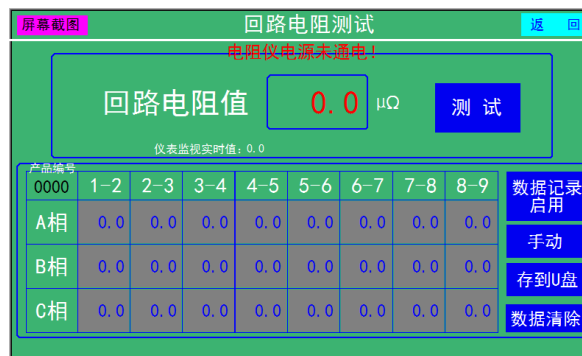 屏幕截图 回路电阻测试 返 回
电阻仪电源未通电!
回路电阻值 0.0 μΩ 测 试
仪表监视实时值:0.0
产品编号
0000 1-2 2-3 3-4 4-5 5-6 6-7 7-8 8-9
A相 0.0 0.0 0.0 0.0 0.0 0.0 0.0 0.0
B相 0.0 0.0 0.0 0.0 0.0 0.0 0.0 0.0
C相 0.0 0.0 0.0 0.0 0.0 0.0 0.0 0.0
数据记录
启用
手动
存到U盘
数据清除